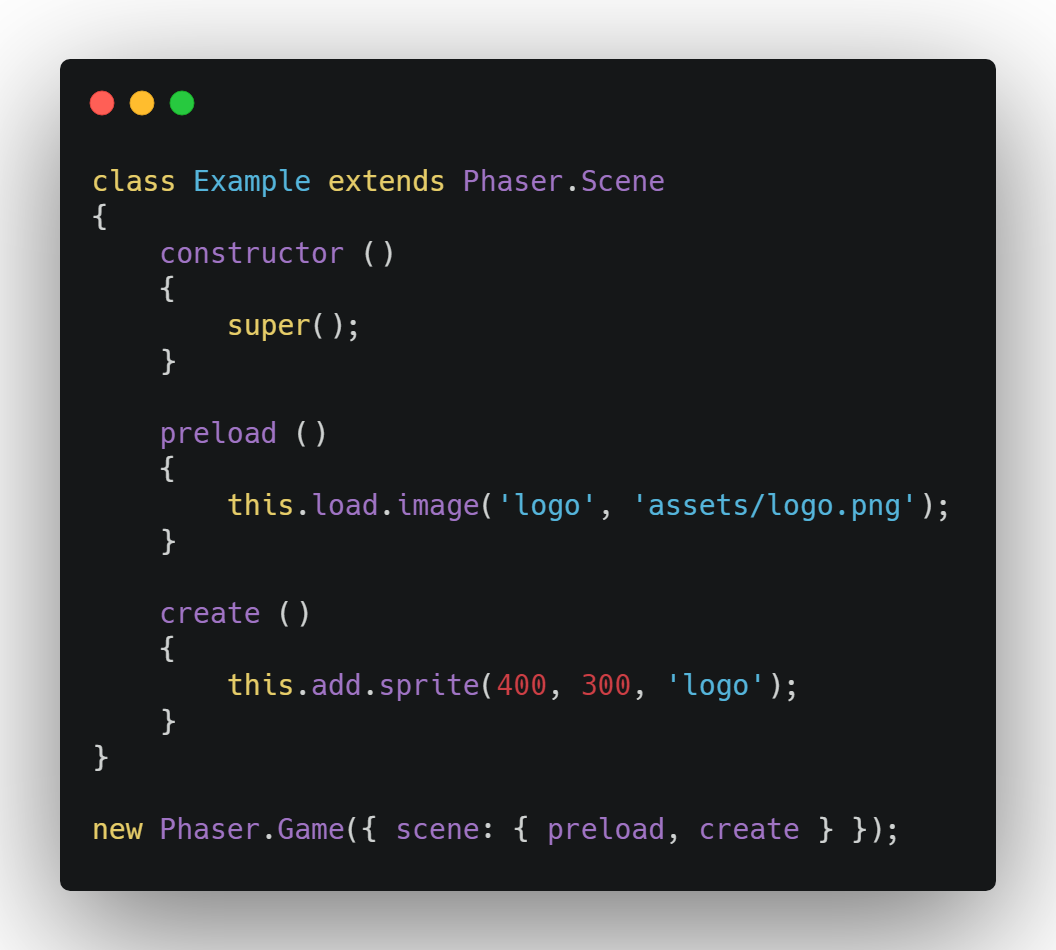 class Example extends Phaser.Scene
{
    constructor ()
    {
        super();
    }

    preload ()
    {
        this.load.image('logo', 'assets/logo.png');
    }

    create ()
    {
        this.add.sprite(400, 300, 'logo');
    }
}

new Phaser.Game({ scene: { preload, create } });